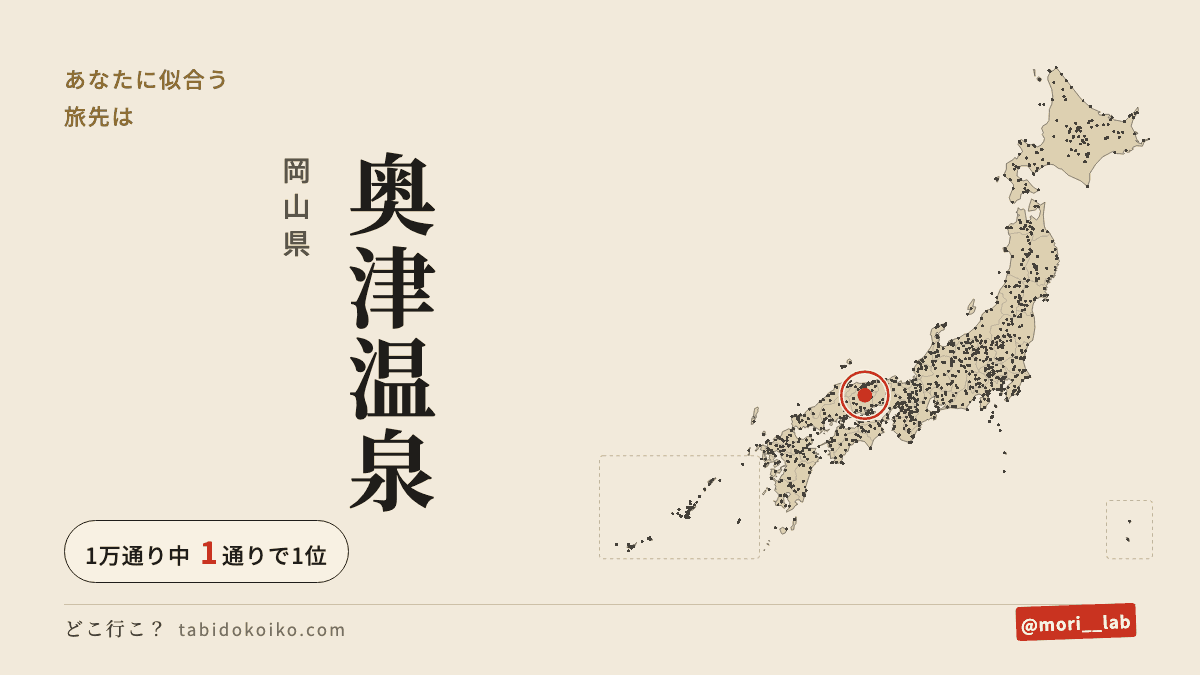 あなたに似合う
旅先は
奥津温泉
岡山県
1万通り中 1通りで1位
どこ行こ？ tabidokoiko.com
@mori__lab